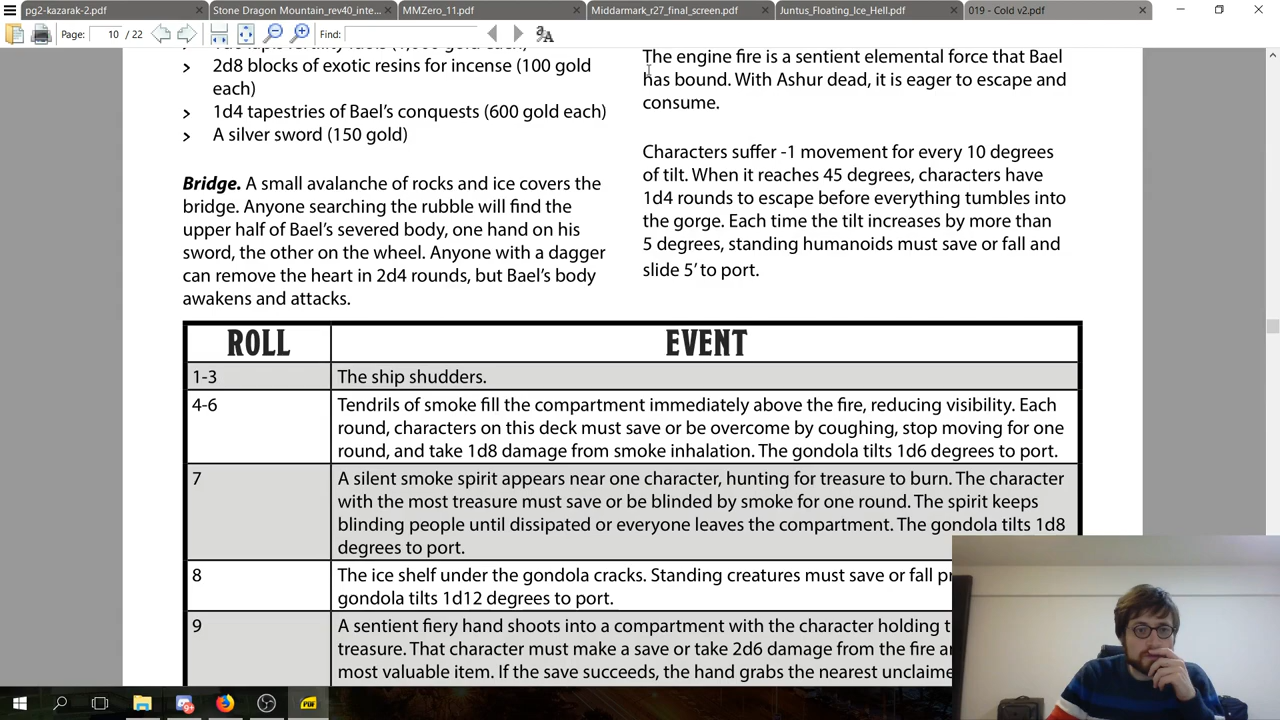 pg2-kazarak-2.pdf
Stone Dragon Mountain_rev40_inte...
MMZero_11.pdf
Middarmark_r27_final_screen.pdf
Juntus_Floating_Ice_Hell.pdf
019 - Cold v2.pdf
Page: 10 / 22
Find:
2d8 blocks of exotic resins for incense (100 gold
each)
1d4 tapestries of Bael's conquests (600 gold each)
A silver sword (150 gold)
Bridge. A small avalanche of rocks and ice covers the
bridge. Anyone searching the rubble will find the
upper half of Bael's severed body, one hand on his
sword, the other on the wheel. Anyone with a dagger
can remove the heart in 2d4 rounds, but Bael's body
awakens and attacks.
The engine fire is a sentient elemental force that Bael
has bound. With Ashur dead, it is eager to escape and
consume.
Characters suffer -1 movement for every 10 degrees
of tilt. When it reaches 45 degrees, characters have
1d4 rounds to escape before everything tumbles into
the gorge. Each time the tilt increases by more than
5 degrees, standing humanoids must save or fall and
slide 5' to port.
ROLL EVENT
1-3 The ship shudders.
4-6 Tendrils of smoke fill the compartment immediately above the fire, reducing visibility. Each
round, characters on this deck must save or be overcome by coughing, stop moving for one
round, and take 1d8 damage from smoke inhalation. The gondola tilts 1d6 degrees to port.
7 A silent smoke spirit appears near one character, hunting for treasure to burn. The character
with the most treasure must save or be blinded by smoke for one round. The spirit keeps
blinding people until dissipated or everyone leaves the compartment. The gondola tilts 1d8
degrees to port.
8 The ice shelf under the gondola cracks. Standing creatures must save or fall
gondola tilts 1d12 degrees to port.
9 A sentient fiery hand shoots into a compartment with the character holding
treasure. That character must make a save or take 2d6 damage from the fire
most valuable item. If the save succeeds, the hand grabs the nearest